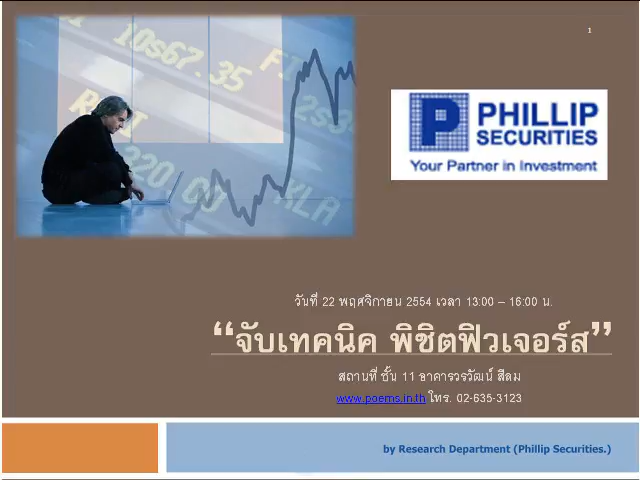 1
10s67.35
PHILLIP
SECURITIES
Your Partner in Investment
KLA
วันที่ 22 พฤศจิกายน 2554 เวลา 13:00 – 16:00 น.
“จับเทคนิค พิชิตฟิวเจอร์ส”
สถานที่ ชั้น 11 อาคารวรวัฒน์ สีลม
www.poems.in.th โทร. 02-635-3123
by Research Department (Phillip Securities.)